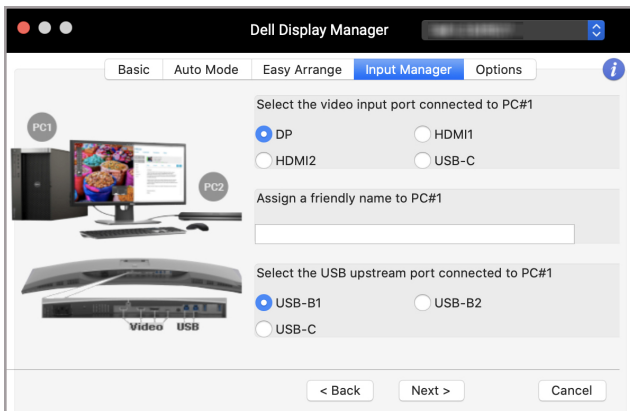 Dell Display Manager
Basic
Auto Mode
Easy Arrange
Input Manager
Options
i
PC1
PC2
Select the video input port connected to PC#1
DP
HDMI1
HDMI2
USB-C
Assign a friendly name to PC#1
Select the USB upstream port connected to PC#1
USB-B1
USB-B2
USB-C
Video
USB
< Back
Next >
Cancel